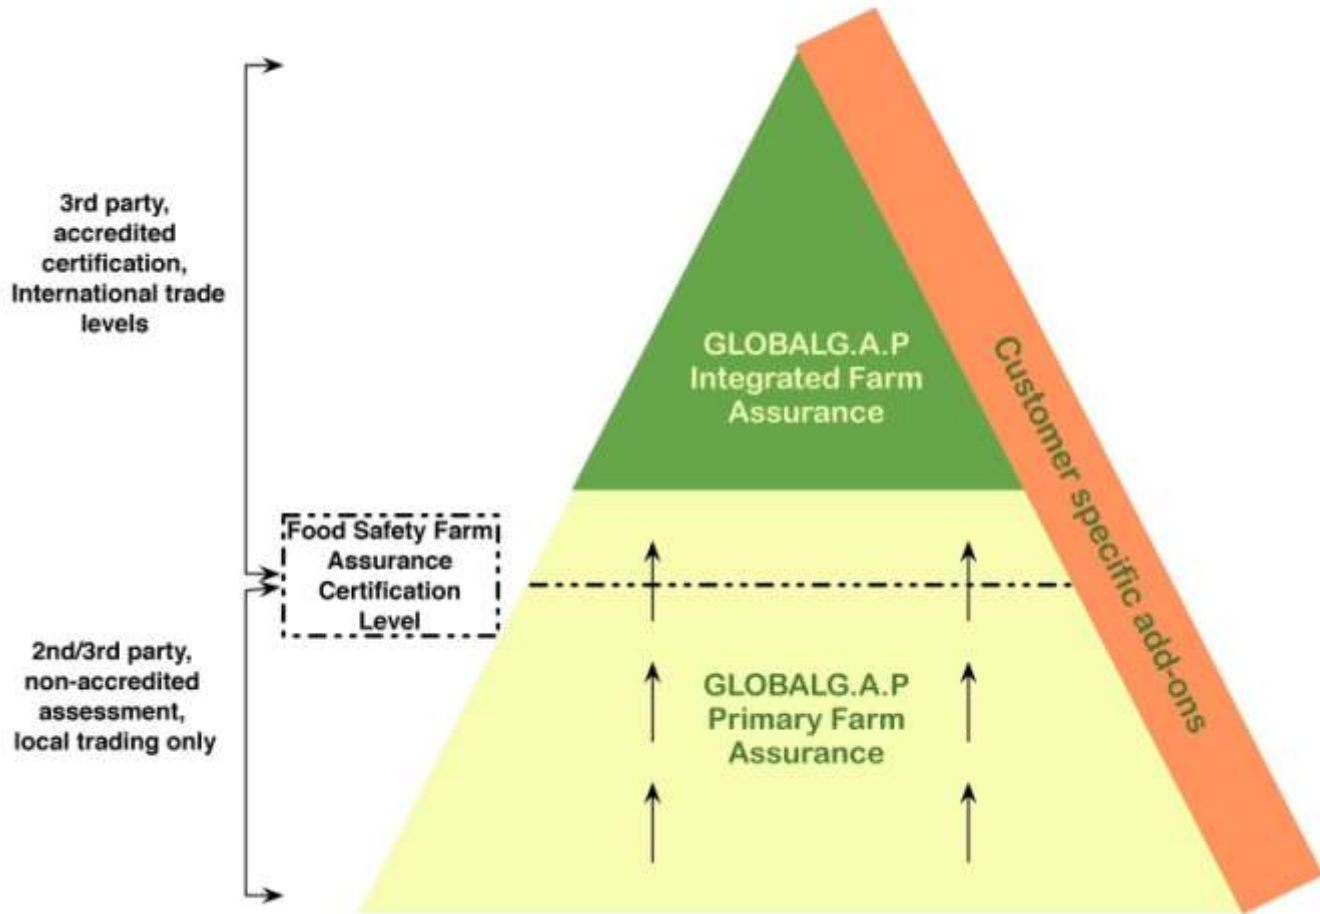 3rd party,
accredited
certification,
International trade
levels
GLOBALG.A.P
Integrated Farm
Assurance
Customer specific add-ons
Food Safety Farm
Assurance
Certification
Level
2nd/3rd party,
non-accredited
assessment,
local trading only
GLOBALG.A.P
Primary Farm
Assurance